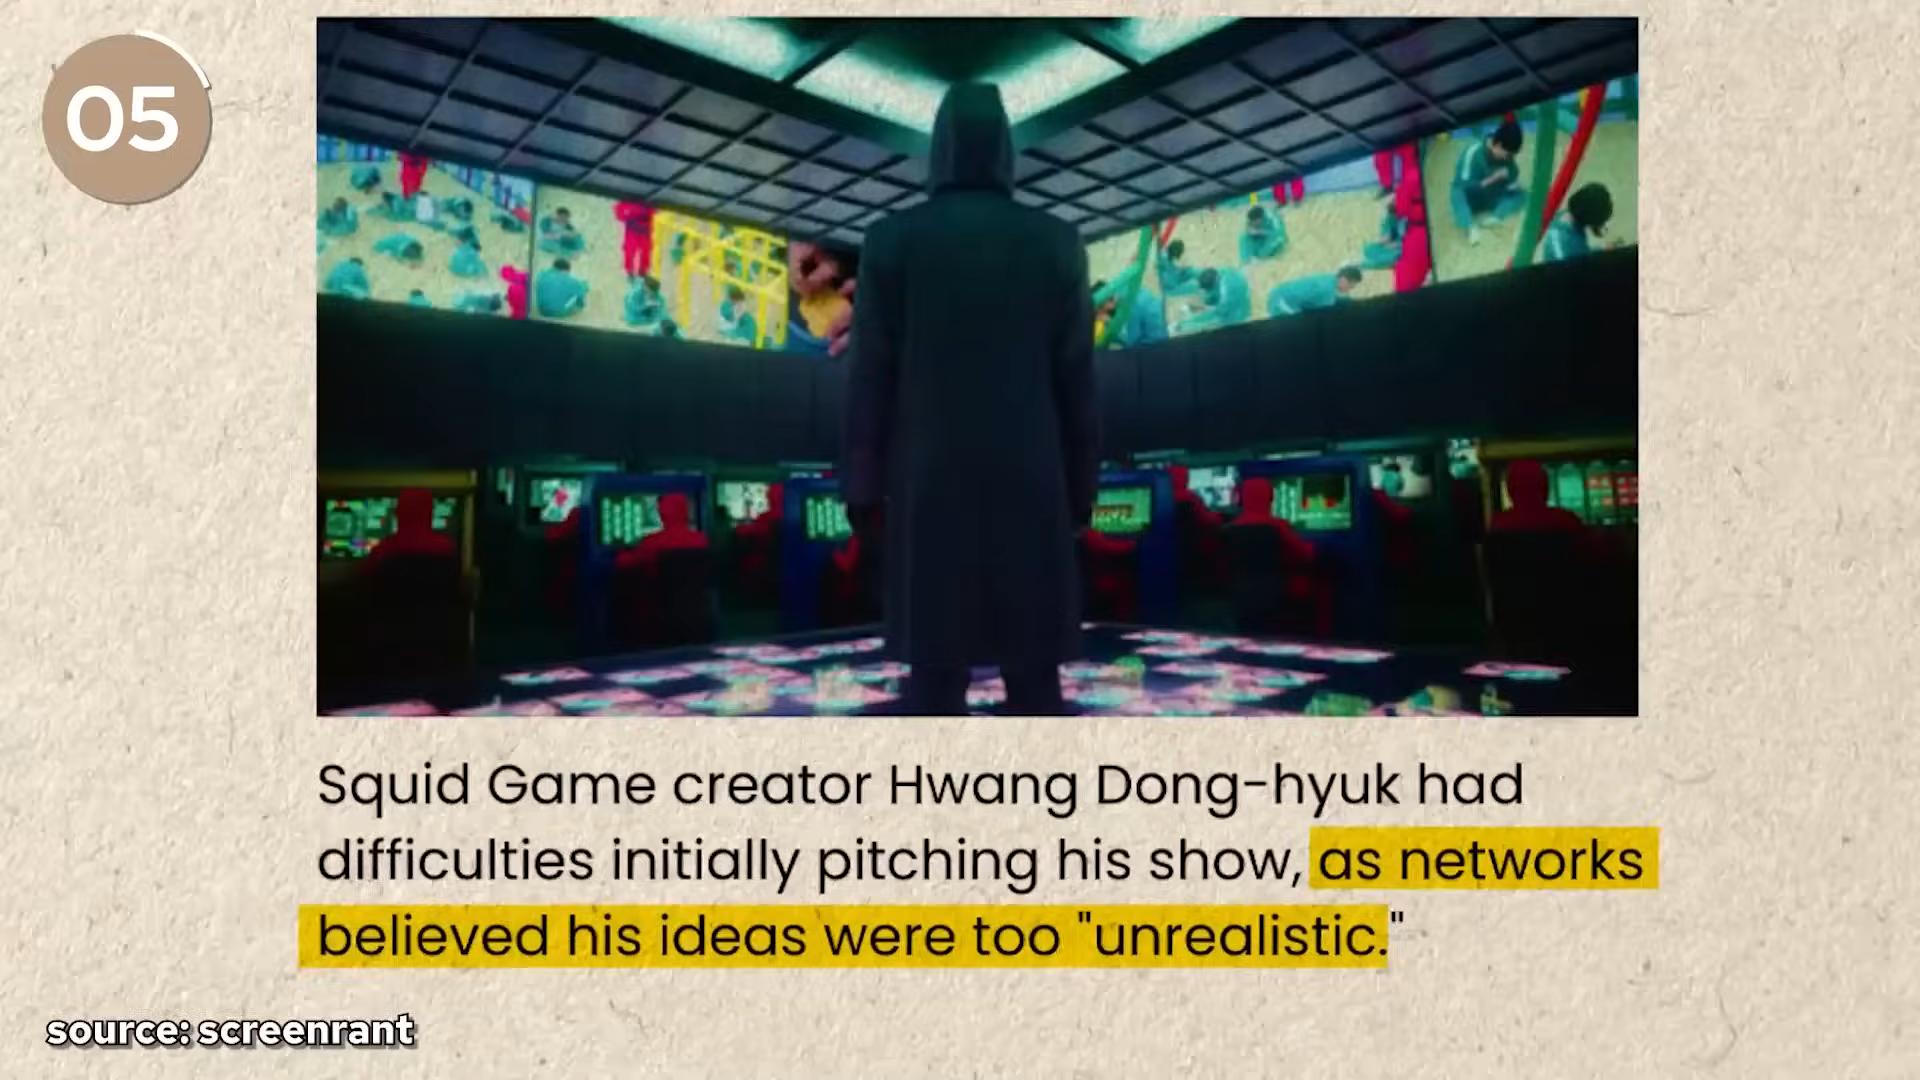 05
Squid Game creator Hwang Dong-hyuk had
difficulties initially pitching his show, as networks
believed his ideas were too "unrealistic."
source: screenrant